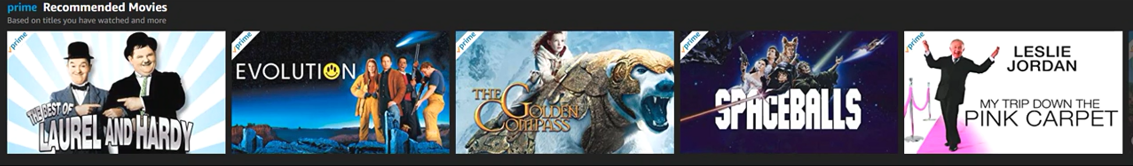 prime Recommended Movies
Based on titles you have watched and more
prime
THE BEST OF
LAUREL AND HARDY
prime
EVOLUTION
prime
THE
GOLDEN
COMPASS
prime
SPACEBALLS
prime
LESLIE
JORDAN
MY TRIP DOWN THE
PINK CARPET